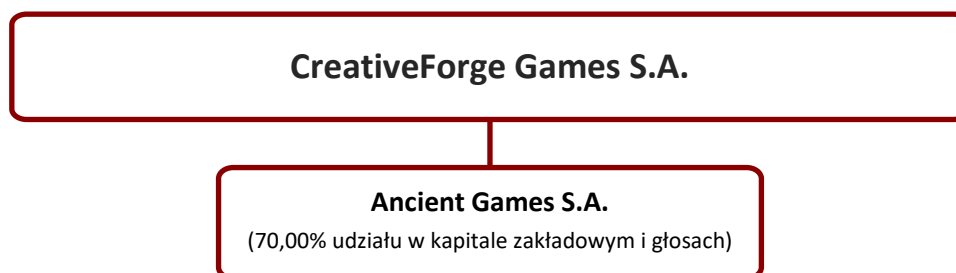 CreativeForge Games S.A.
Ancient Games S.A.
(70,00% udziału w kapitale zakładowym i głosach)